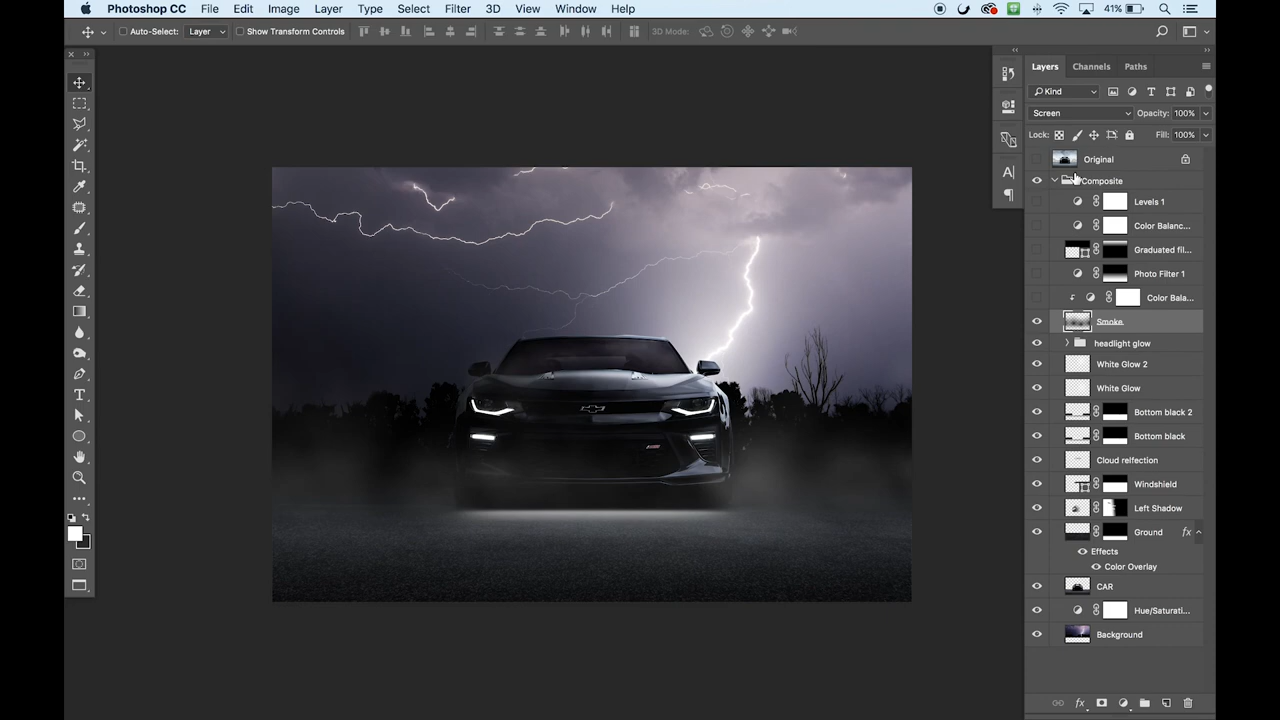 Photoshop CC File Edit Image Layer Type Select Filter 3D View Window Help 41%
Auto-Select: Layer Show Transform Controls 3D Mode:
Layers Channels Paths
Kind
Screen Opacity: 100%
Lock: Fill: 100%
Original
Composite
Levels 1
Color Balanc...
Graduated fil...
Photo Filter 1
Color Bala...
Smoke
headlight glow
White Glow 2
White Glow
Bottom black 2
Bottom black
Cloud relfection
Windshield
Left Shadow
Ground fx
Effects
Color Overlay
CAR
Hue/Saturati...
Background
fx